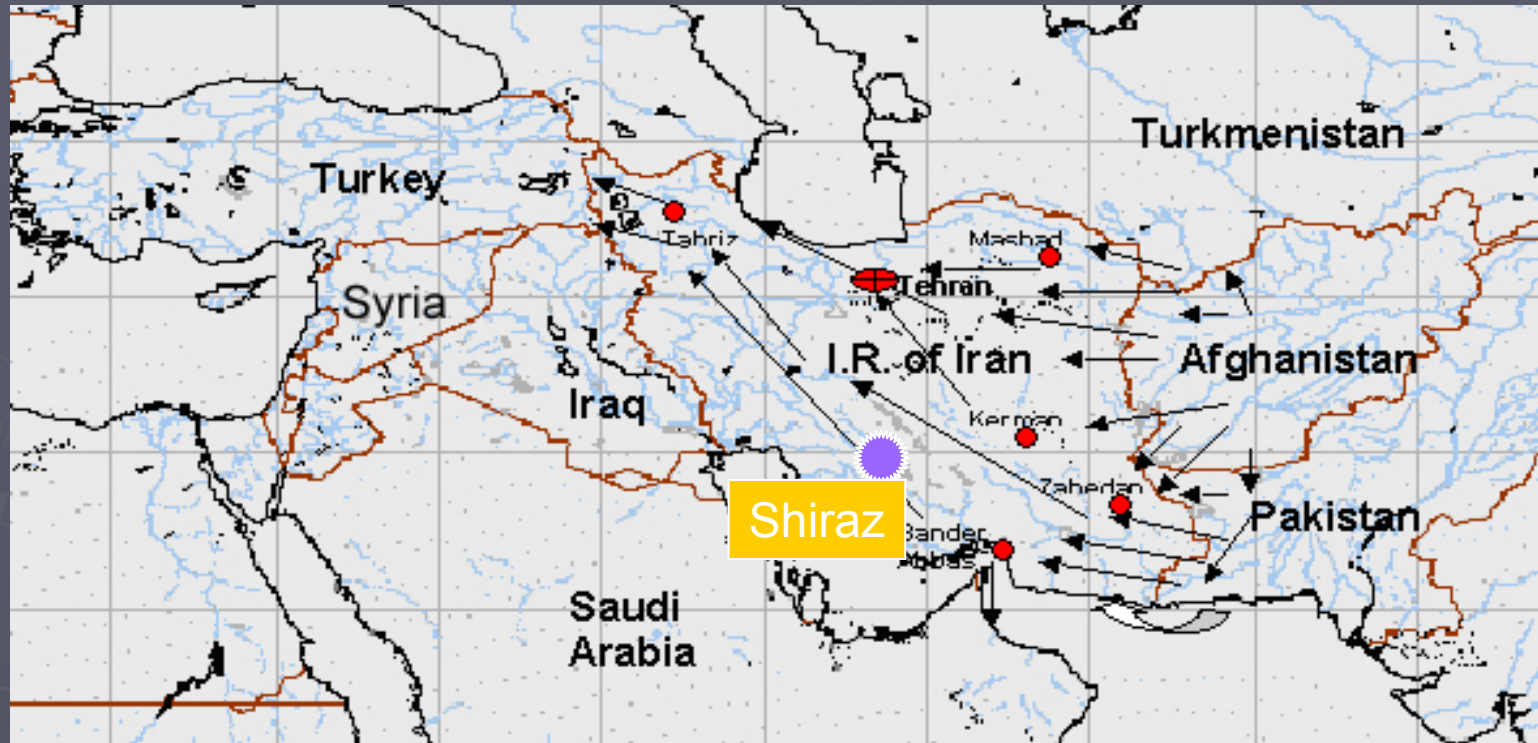 Turkmenistan
Turkey
Tabriz
Mashad
Tehran
Syria
I.R. of Iran
Afghanistan
Iraq
Kerman
Zahedan
Shiraz
Pakistan
Bander
Abbas
Saudi
Arabia